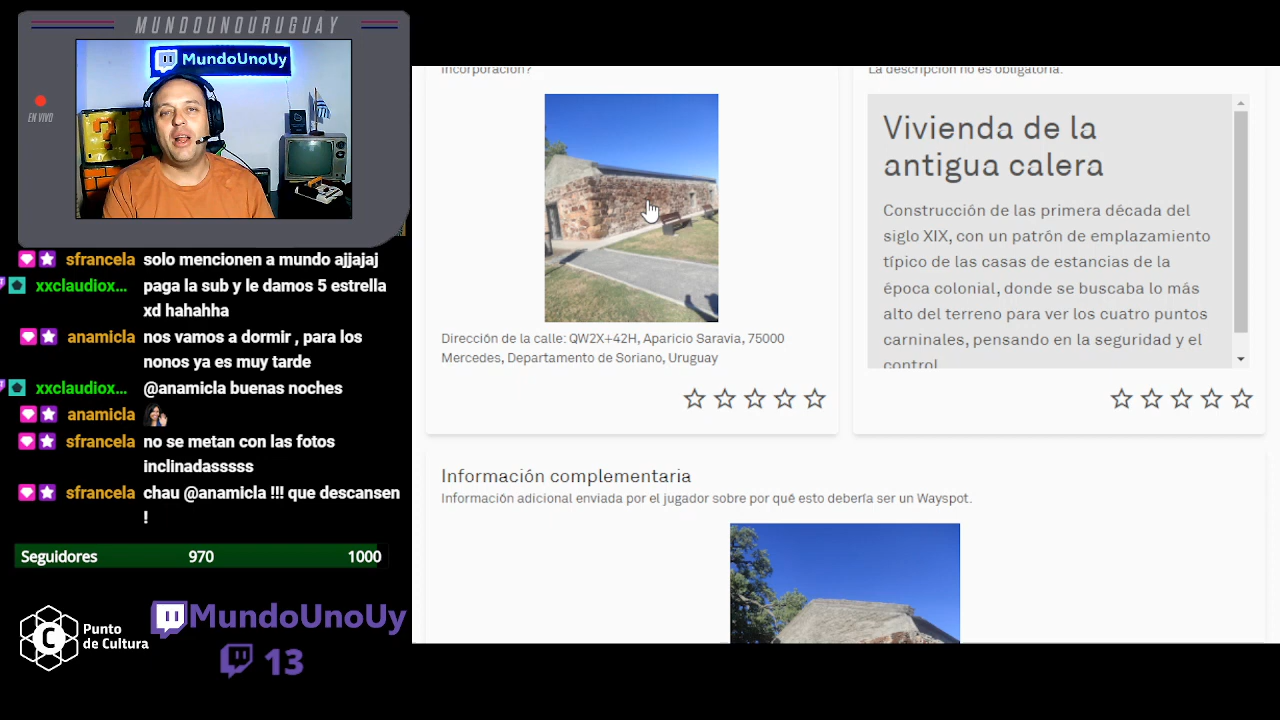 MUNDOUNOURUGUAY
MundoUnoUy
EN VIVO
sfrancela solo mencionen a mundo ajjajaj
xxclaudiox... paga la sub y le damos 5 estrella
xd hahahha
anamicla nos vamos a dormir , para los
nonos ya es muy tarde
xxclaudiox... @anamicla buenas noches
anamicla
sfrancela no se metan con las fotos
inclinadasssss
sfrancela chau @anamicla !!! que descansen
!
Seguidores 970 1000
C Punto
de Cultura
MundoUnoUy
13
incorporación?
Dirección de la calle: QW2X+42H, Aparicio Saravia, 75000
Mercedes, Departamento de Soriano, Uruguay
La descripción no es obligatoria.
Vivienda de la
antigua calera
Construcción de las primera década del
siglo XIX, con un patrón de emplazamiento
típico de las casas de estancias de la
época colonial, donde se buscaba lo más
alto del terreno para ver los cuatro puntos
carninales, pensando en la seguridad y el
control
Información complementaria
Información adicional enviada por el jugador sobre por qué esto debería ser un Wayspot.